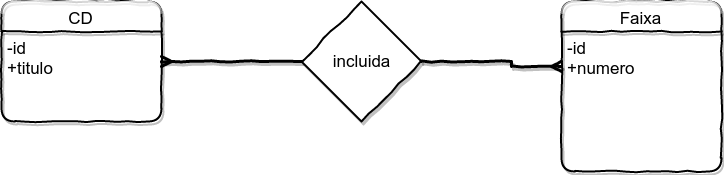 CD
-id
+titulo
incluida
Faixa
-id
+numero